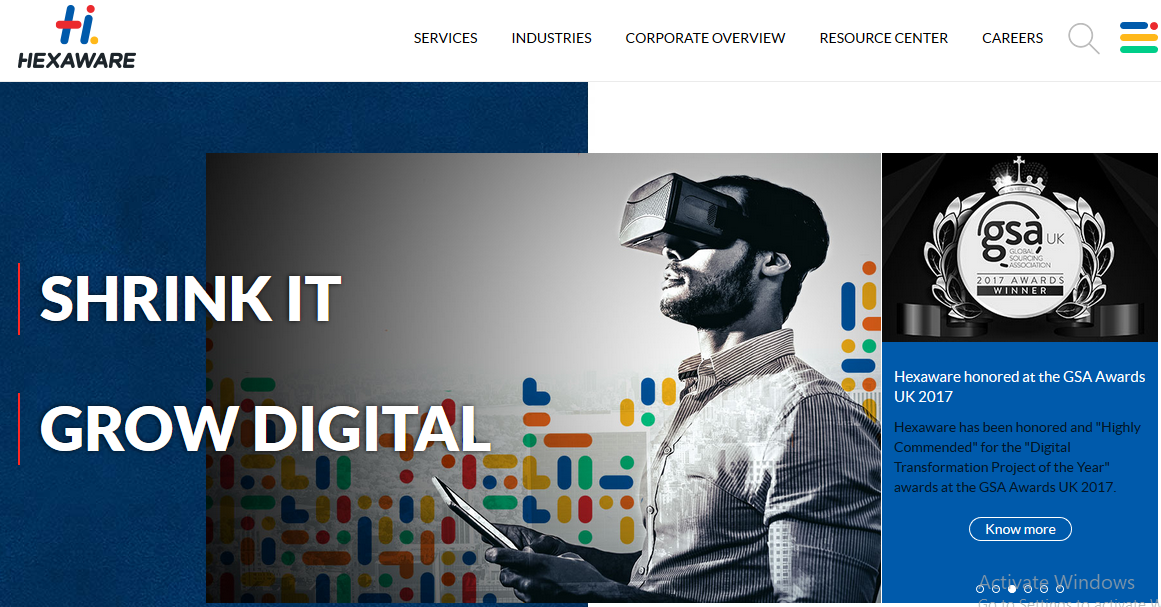 Hi.
HEXAWARE
SERVICES INDUSTRIES CORPORATE OVERVIEW RESOURCE CENTER CAREERS
SHRINK IT
GROW DIGITAL
gsa UK
GLOBAL
SOURCING
ASSOCIATION
2017 AWARDS
WINNER
Hexaware honored at the GSA Awards
UK 2017
Hexaware has been honored and "Highly
Commended" for the "Digital
Transformation Project of the Year"
awards at the GSA Awards UK 2017.
Know more
Activate Windows
Go to Settings to activate W